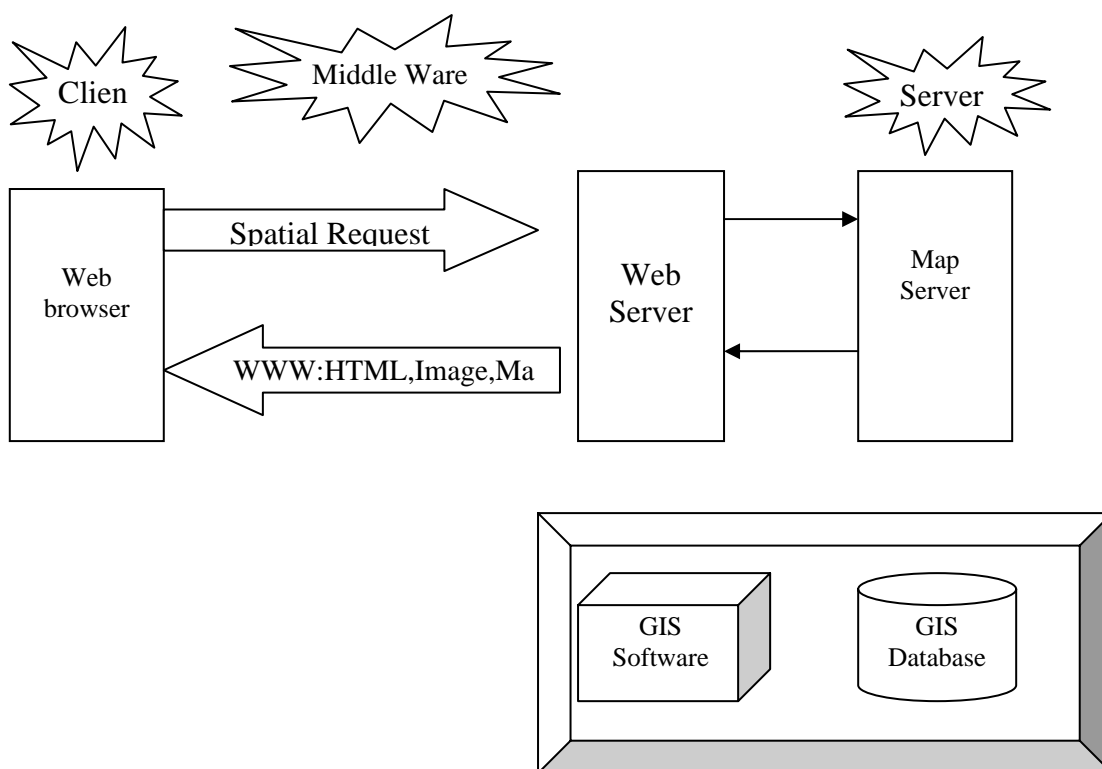 Clien
Middle Ware
Server
Spatial Request
Web
browser
Web
Server
Map
Server
WWW:HTML,Image,Ma
GIS
Software
GIS
Database